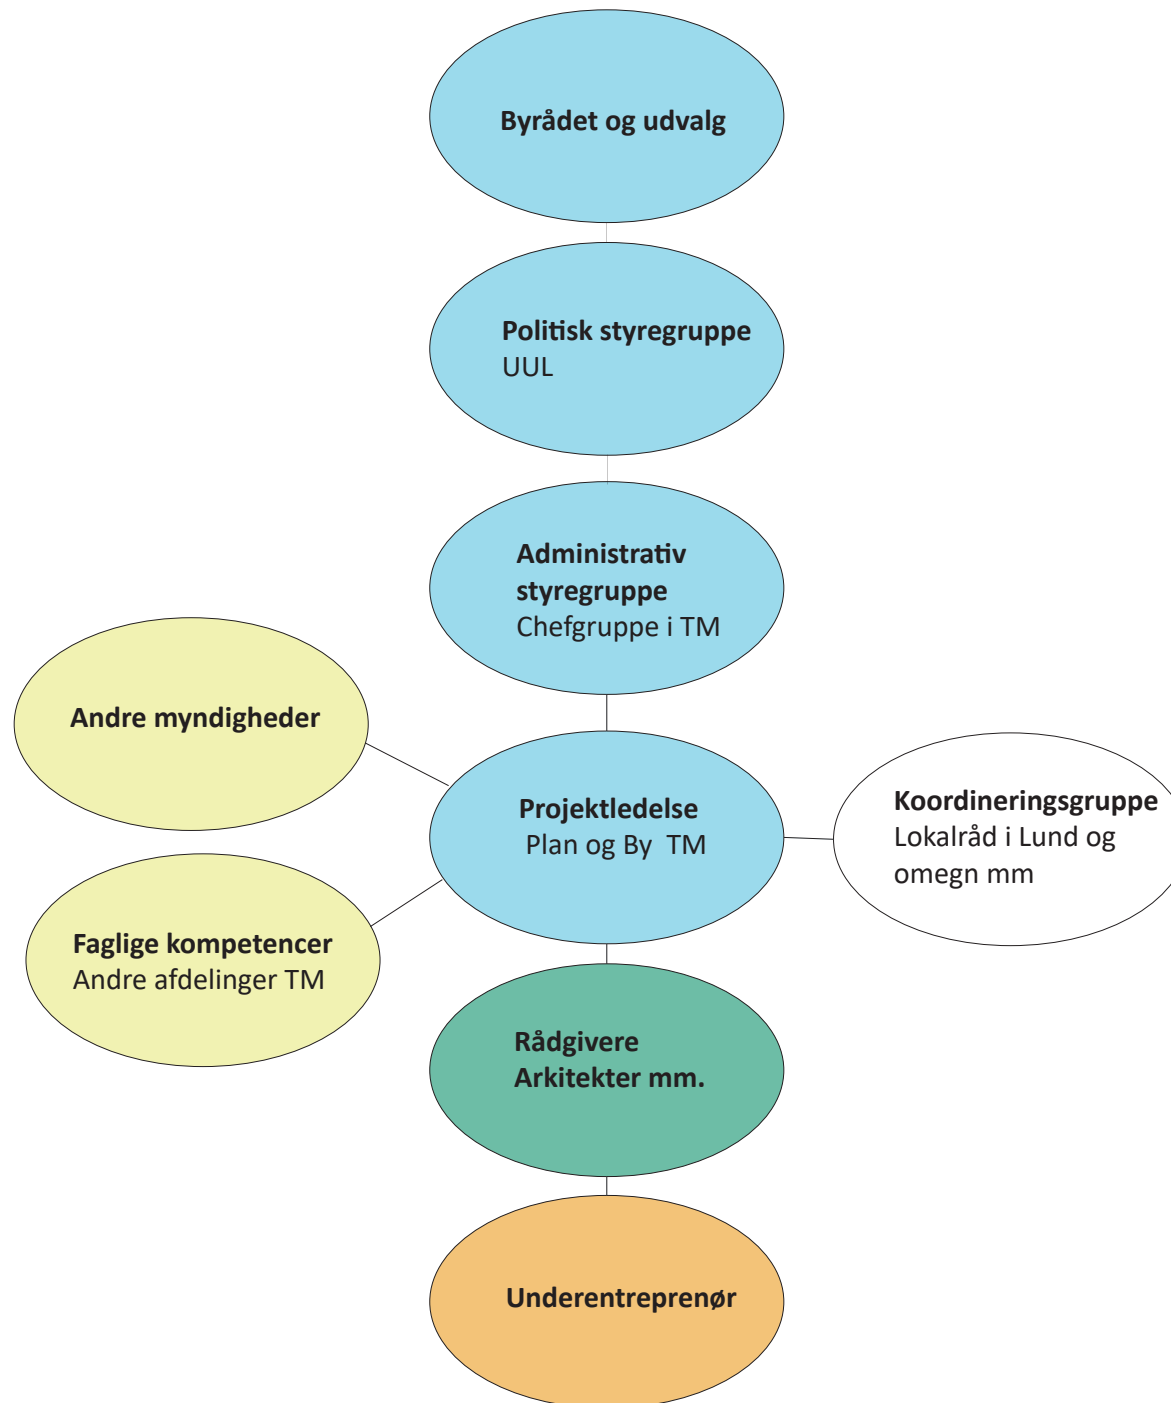 Byrådet og udvalg
Politisk styregruppe
UUL
Administrativ
styregruppe
Chefgruppe i TM
Andre myndigheder
Projektledelse
Plan og By  TM
Koordineringsgruppe
Lokalråd i Lund og
omegn mm
Faglige kompetencer
Andre afdelinger TM
Rådgivere
Arkitekter mm.
Underentreprenør